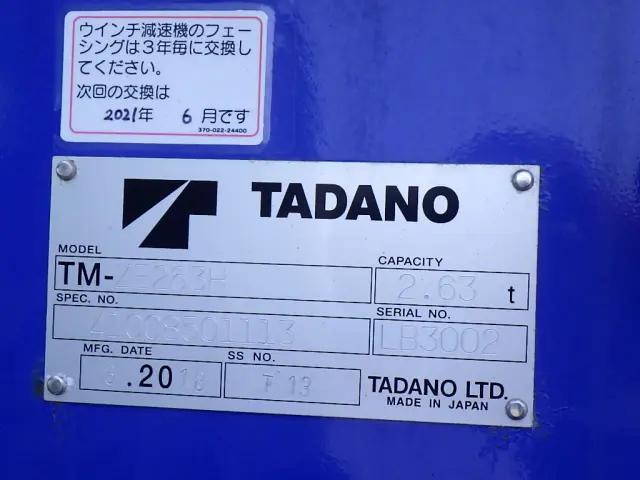 ウインチ減速機のフェー
シングは3年毎に交換し
てください。
次回の交換は
2021年 6月です
370-022-24400
TADANO
MODEL
TM-ZE263H
CAPACITY
2.63 t
SPEC. NO.
SERIAL NO.
LB3002
MFG. DATE
SS NO.
.2018
T 13
TADANO LTD.
MADE IN JAPAN